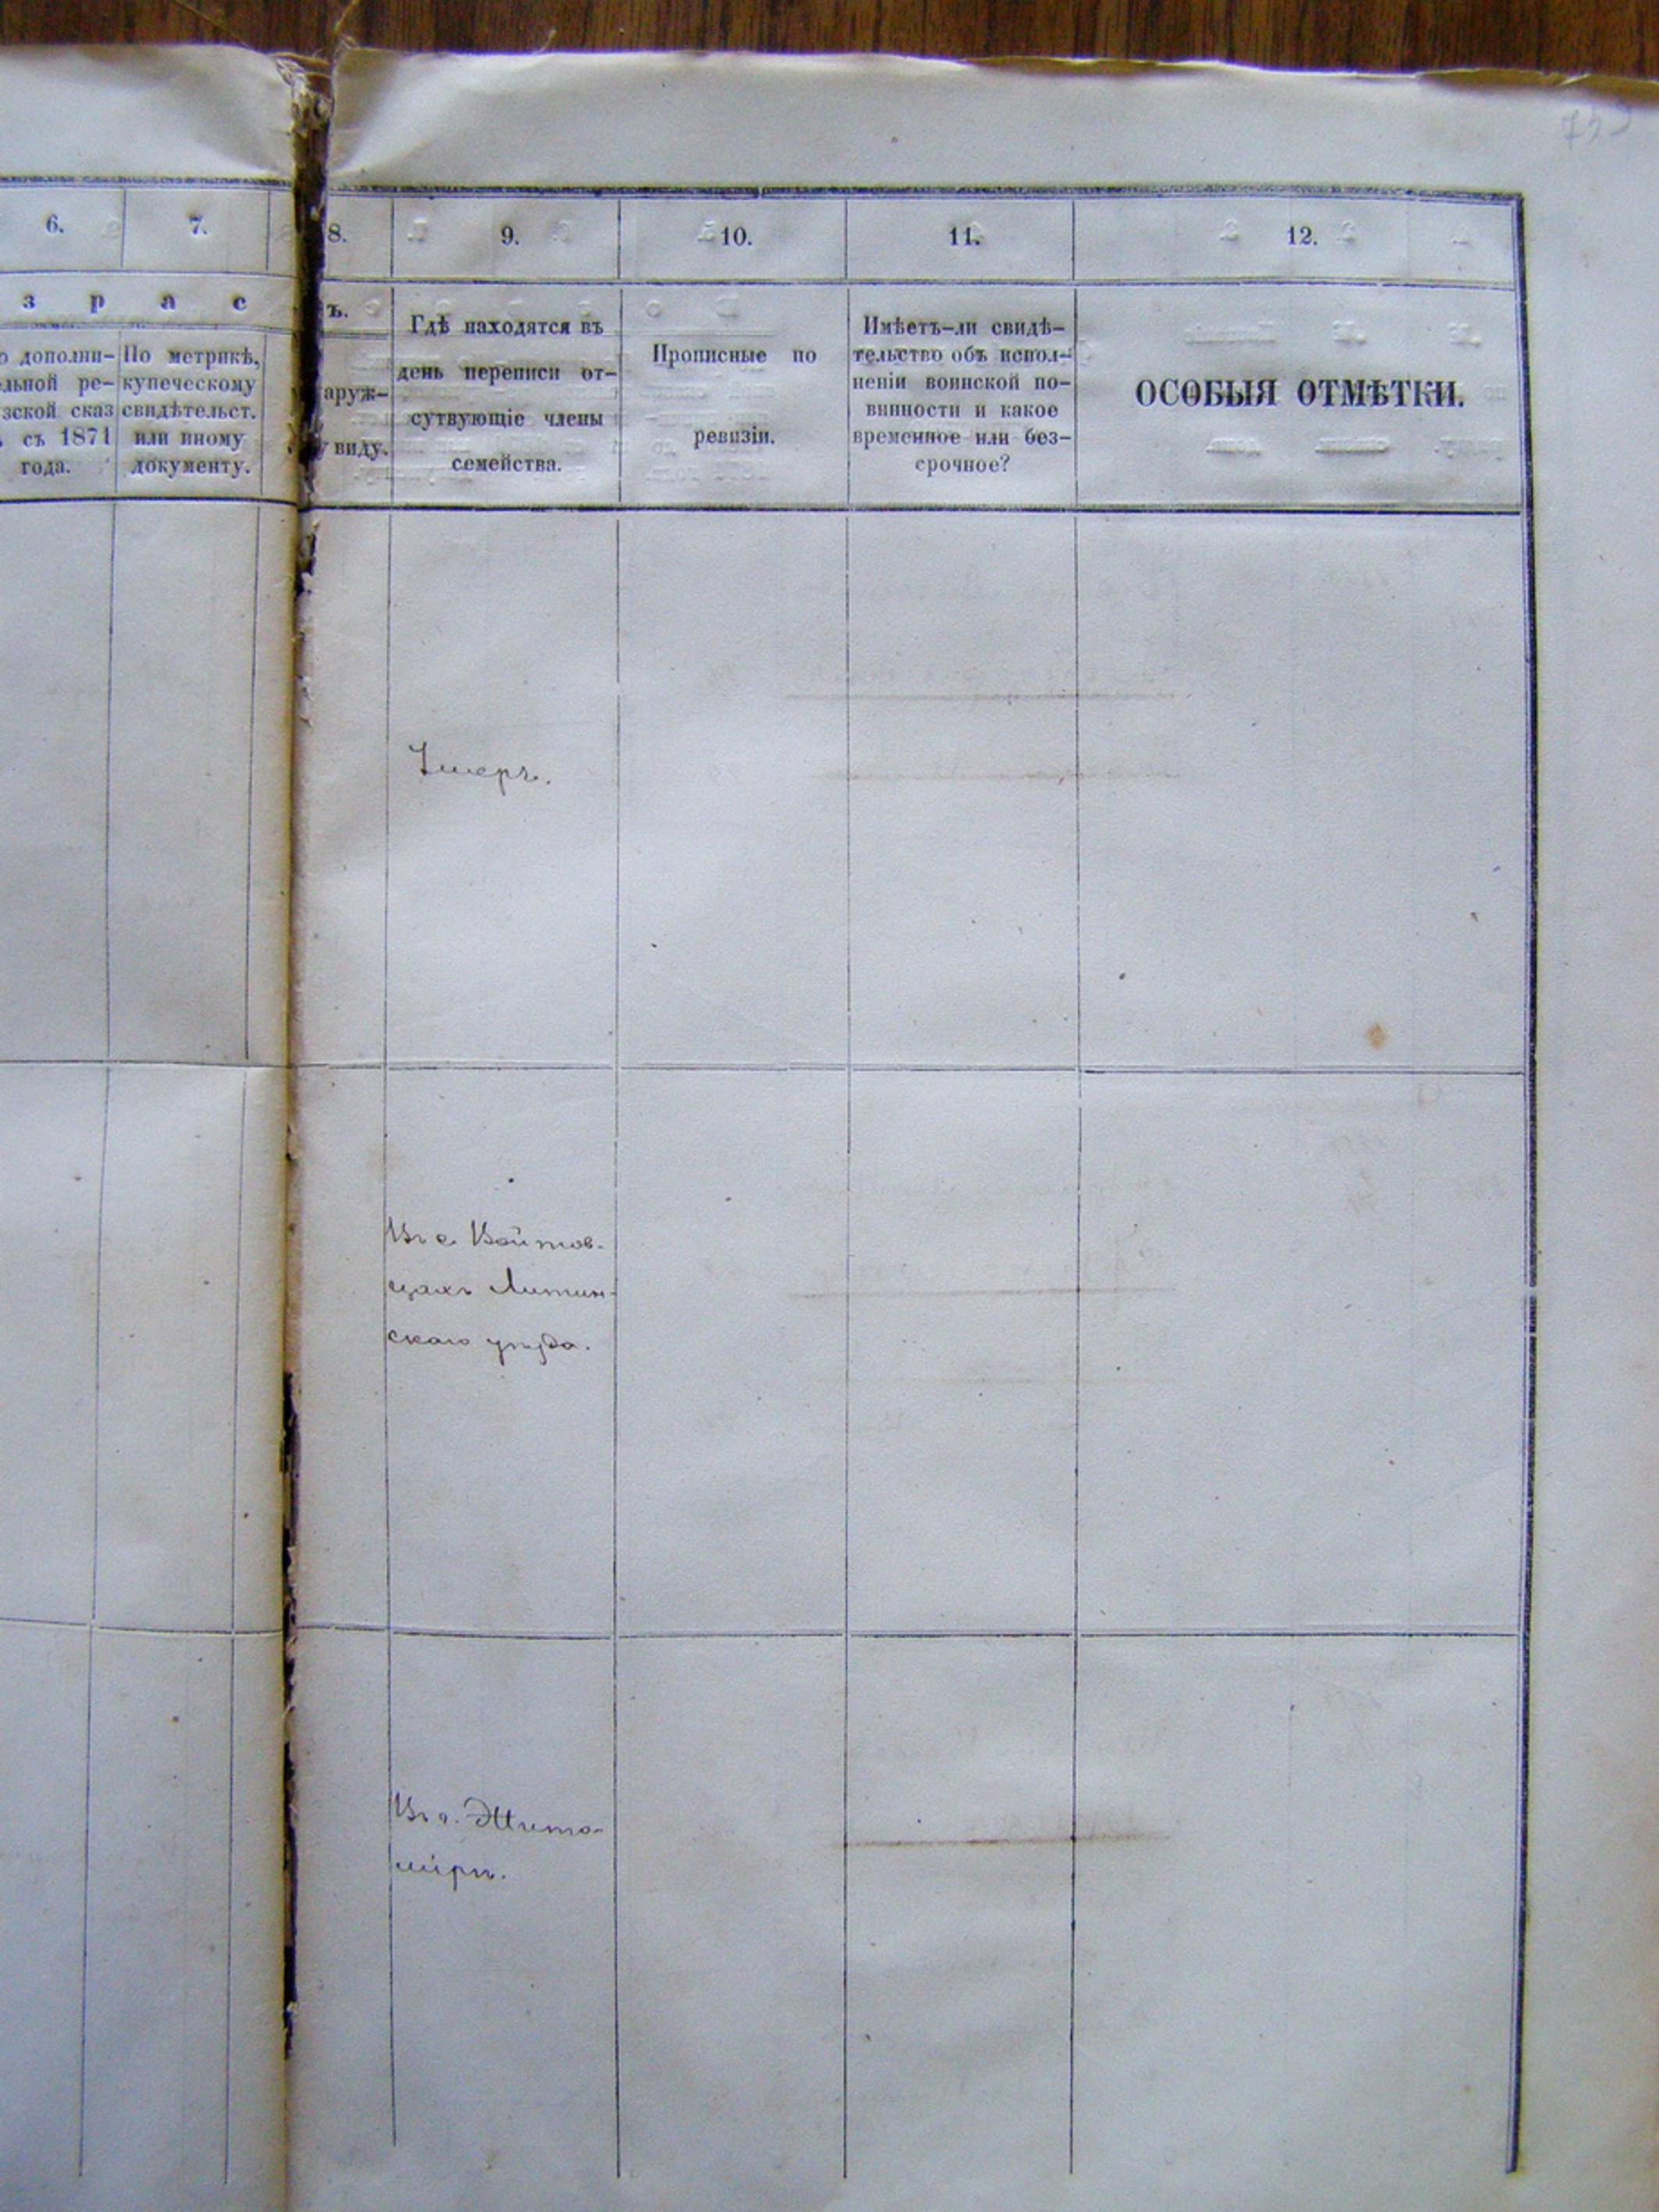 6. 7. 8. 9. 10. 11. 12.
з р а с ъ.
дополни-
льной ре-
зской сказ
съ 1871
года.
По метрикѣ,
купеческому
свидѣтельст.
или иному
документу.
аруж-
у виду.
Гдѣ находятся въ
день переписи от-
сутвующіе члены
семейства.
Прописные по
ревизіи.
Имѣетъ-ли свидѣ-
тельство объ испол-
неніи воинской по-
винности и какое
временное или без-
срочное?
ОСОБЫЯ ОТМѢТКИ.
Умеръ.
Въ с. Войтов-
цахъ Литин-
скаго уѣзда.
Въ г. Жито-
мірѣ.